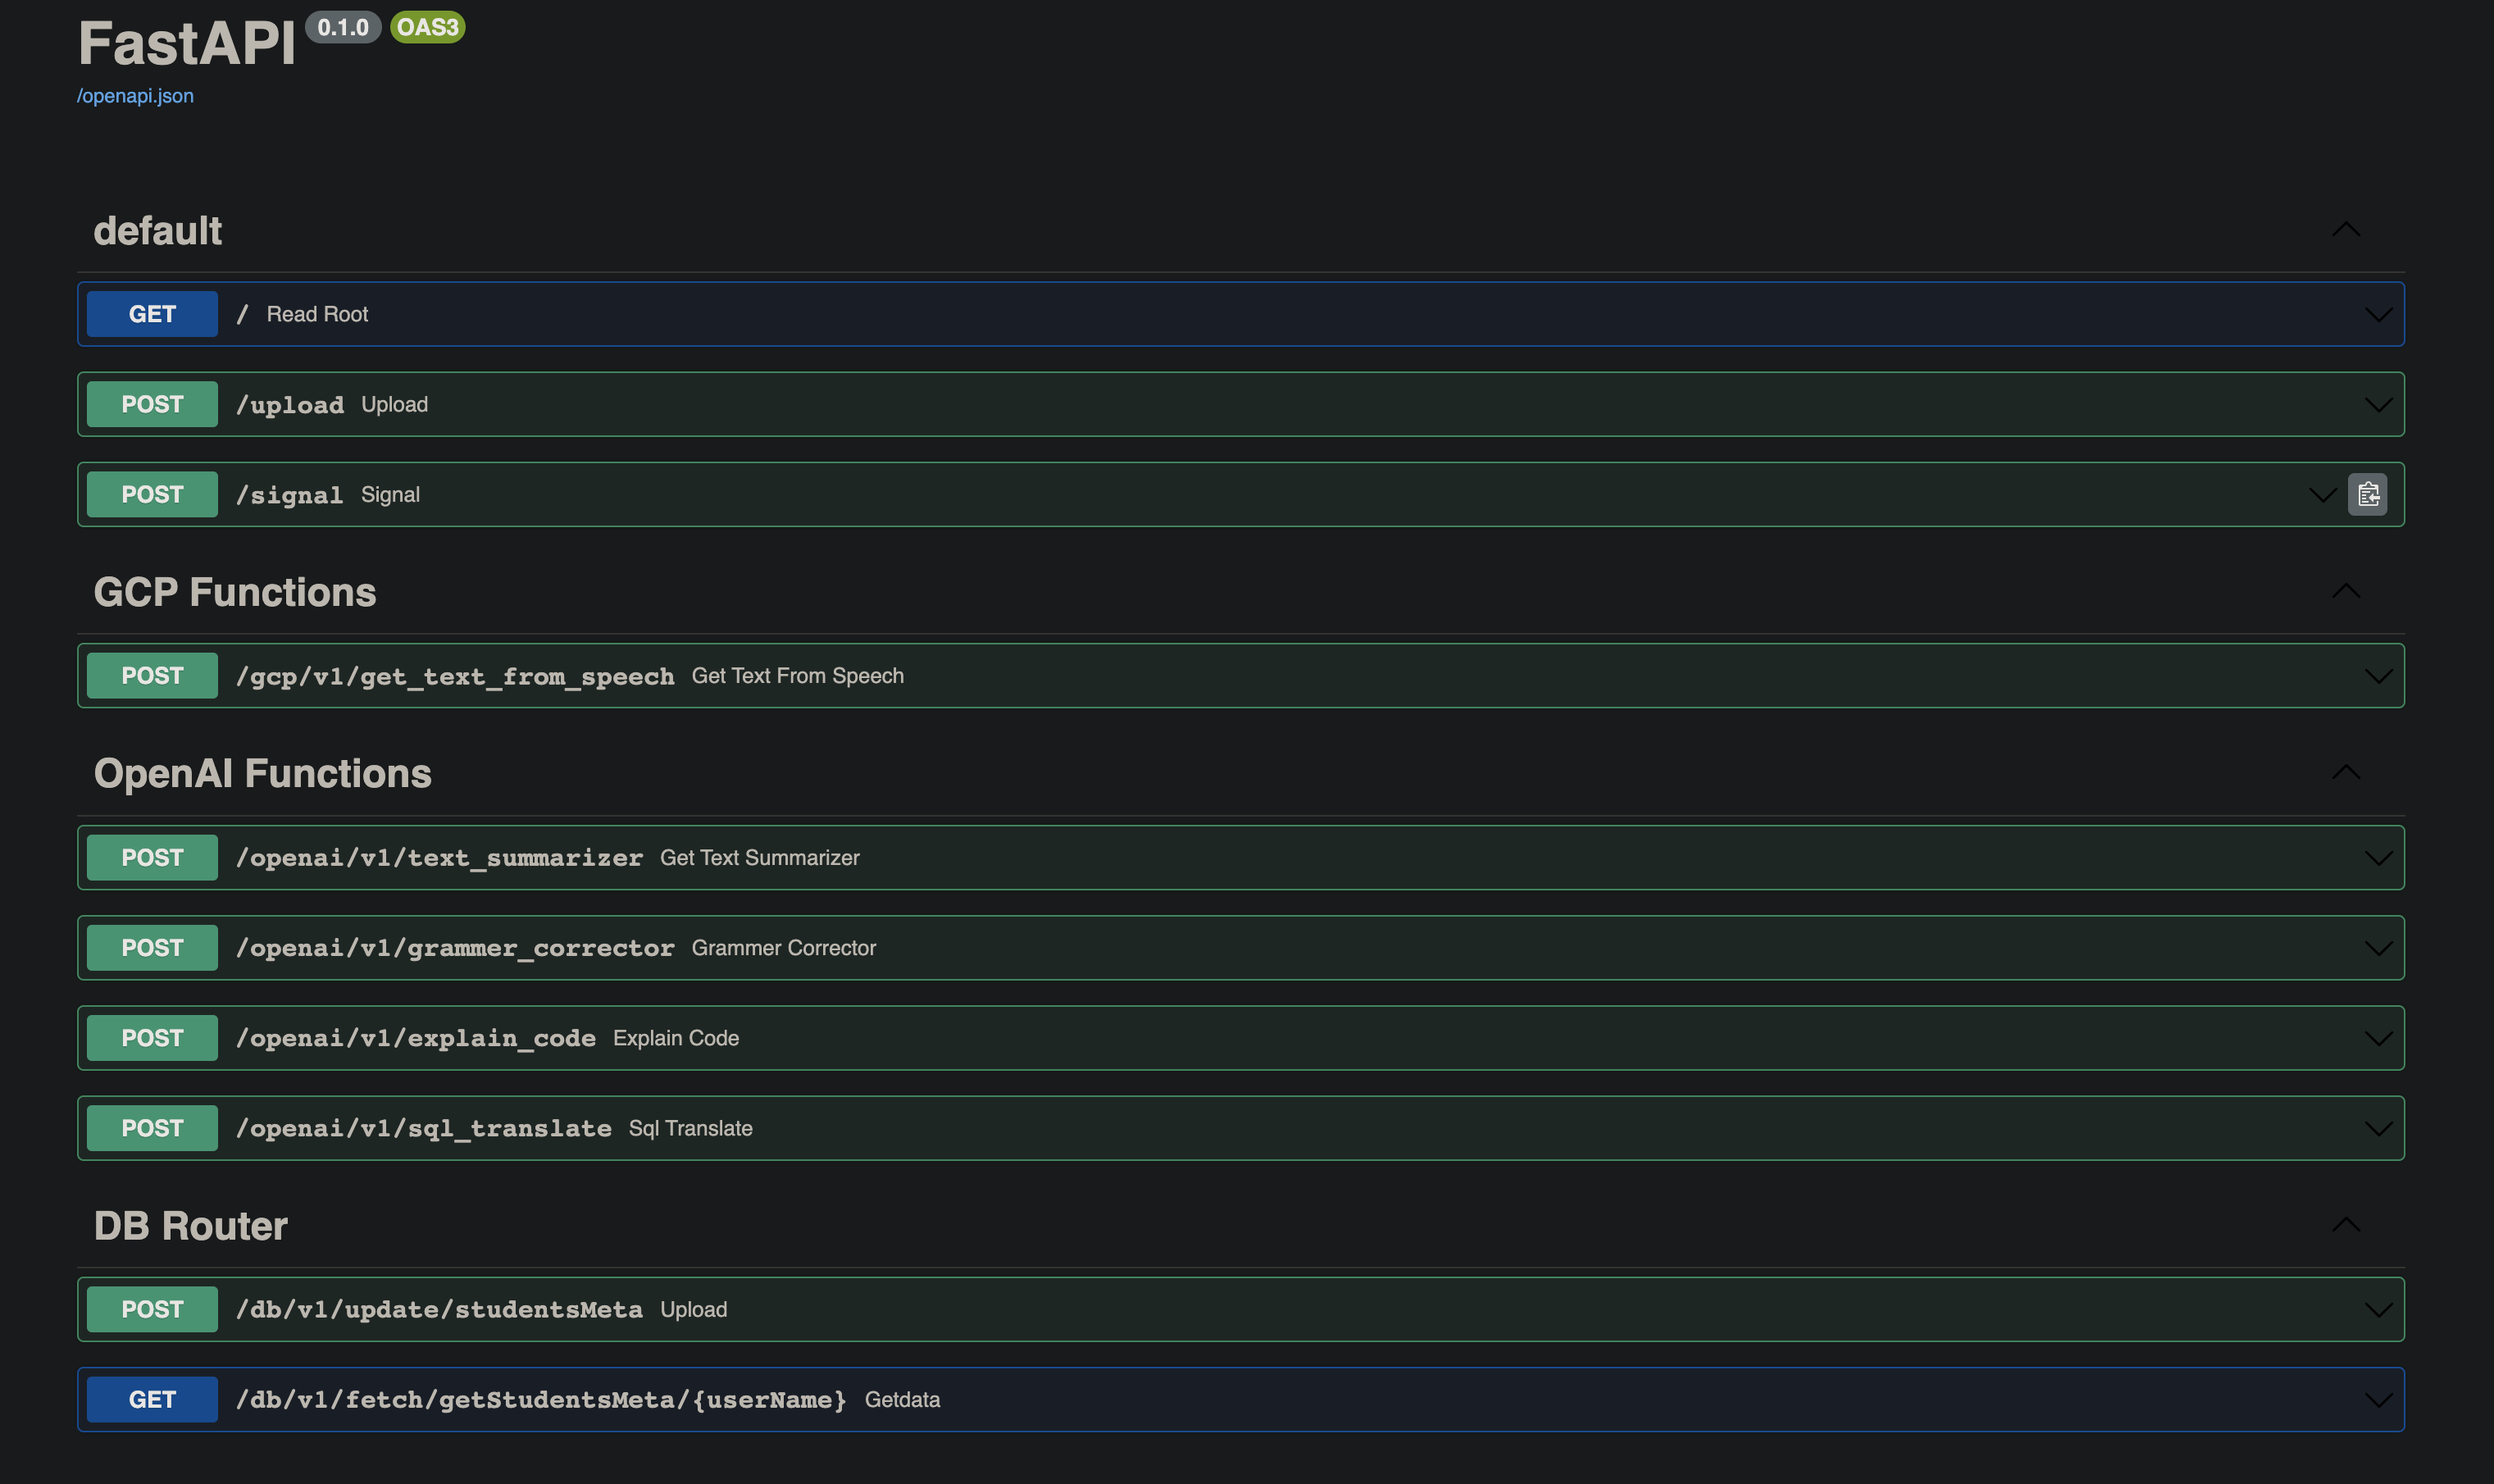 FastAPI 0.1.0 OAS3
/openapi.json
default
GET / Read Root
POST /upload Upload
POST /signal Signal
GCP Functions
POST /gcp/v1/get_text_from_speech Get Text From Speech
OpenAI Functions
POST /openai/v1/text_summarizer Get Text Summarizer
POST /openai/v1/grammer_corrector Grammer Corrector
POST /openai/v1/explain_code Explain Code
POST /openai/v1/sql_translate Sql Translate
DB Router
POST /db/v1/update/studentsMeta Upload
GET /db/v1/fetch/getStudentsMeta/{userName} Getdata